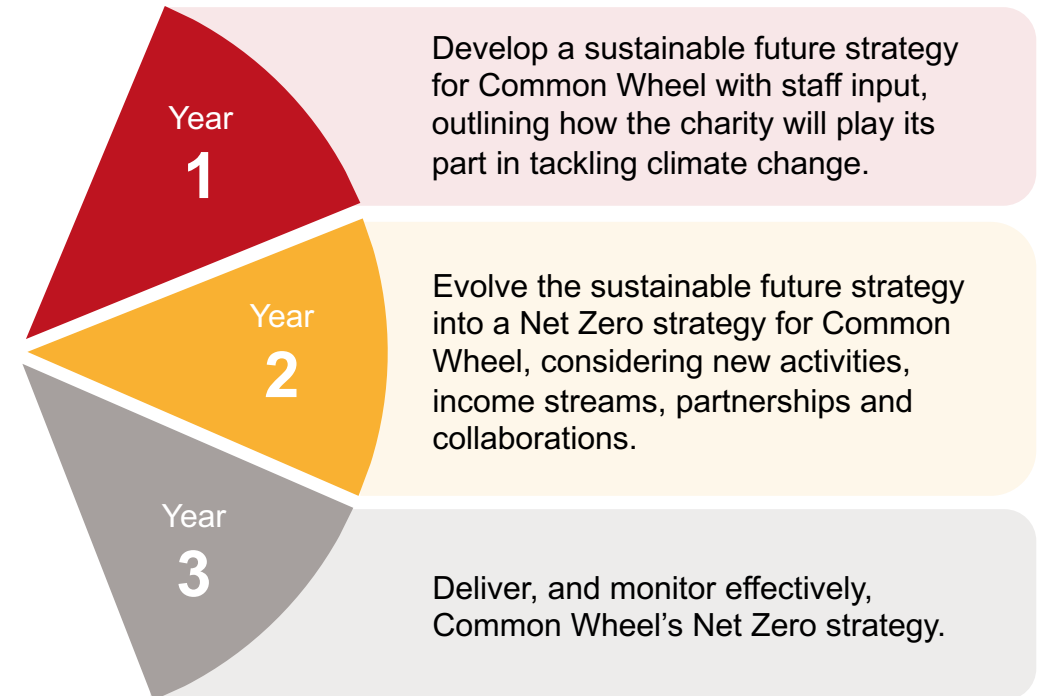 Year
1
Develop a sustainable future strategy
for Common Wheel with staff input,
outlining how the charity will play its
part in tackling climate change.
Year
2
Evolve the sustainable future strategy
into a Net Zero strategy for Common
Wheel, considering new activities,
income streams, partnerships and
collaborations.
Year
3
Deliver, and monitor effectively,
Common Wheel’s Net Zero strategy.